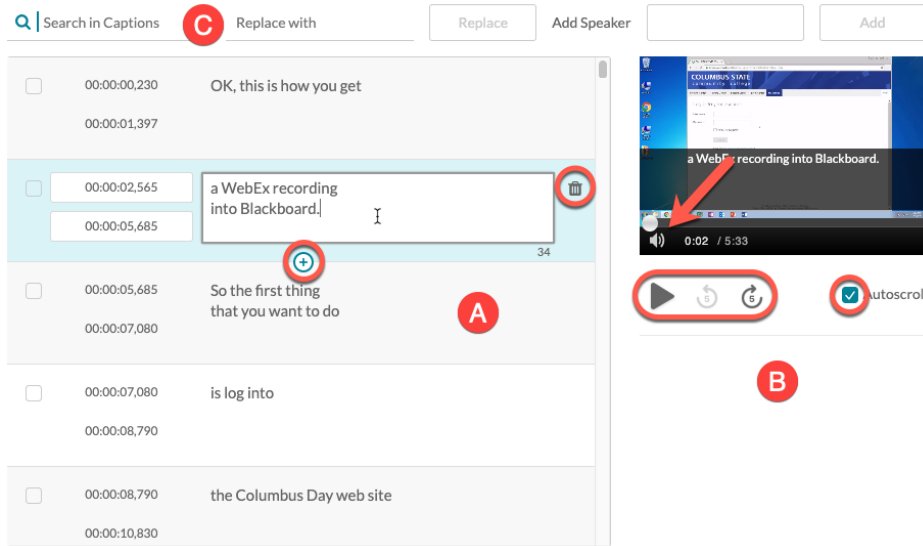 Search in Captions C Replace with Replace Add Speaker Add
00:00:00,230 OK, this is how you get
00:00:01,397
00:00:02,565 a WebEx recording
00:00:05,685 into Blackboard.
34
00:00:05,685 So the first thing
that you want to do
00:00:07,080
A
00:00:07,080 is log into
00:00:08,790
00:00:08,790 the Columbus Day web site
00:00:10,830
COLUMBUS STATE
community college
a WebEx recording into Blackboard.
0:02 / 5:33
5 5 Autoscrol
B